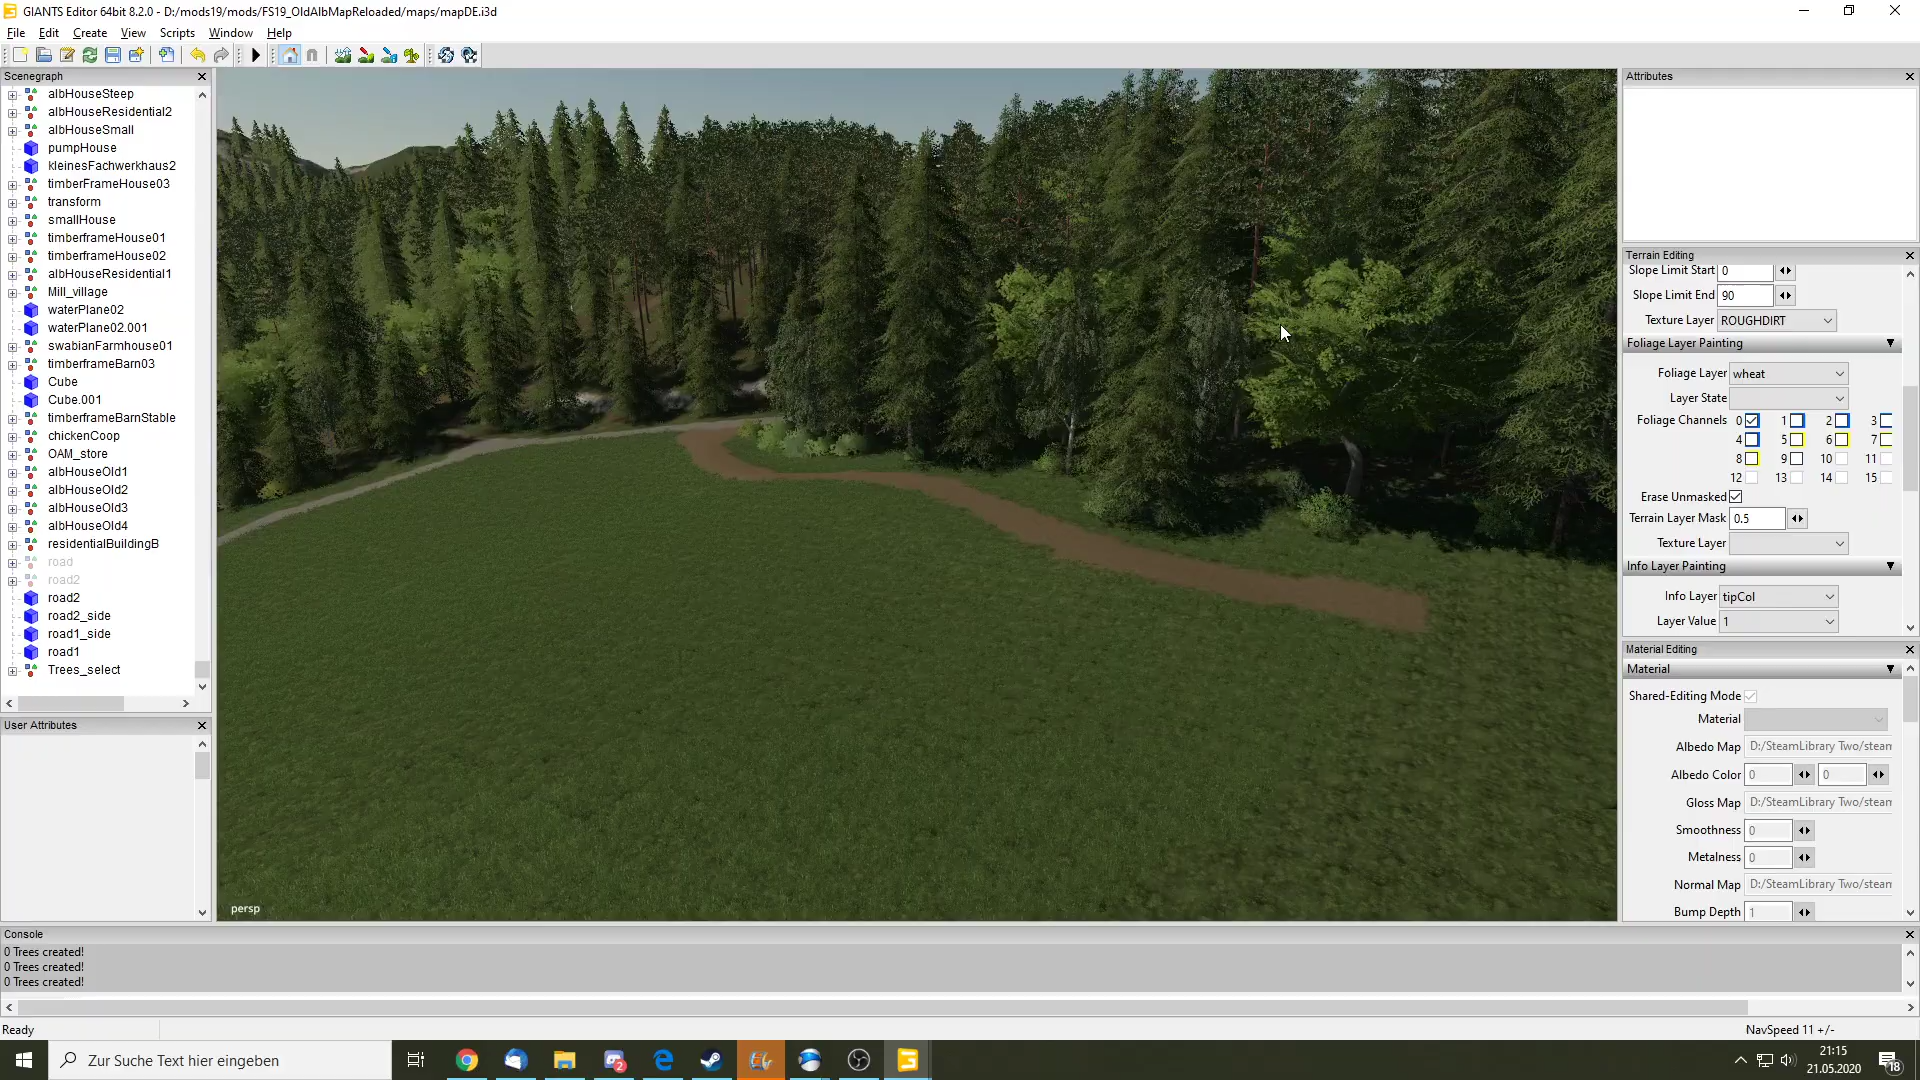 GIANTS Editor 64bit 8.2.0 - D:/mods19/mods/FS19_OldAlbMapReloaded/maps/mapDE.i3d
File Edit Create View Scripts Window Help
Scenegraph
albHouseSteep
albHouseResidential2
albHouseSmall
pumpHouse
kleinesFachwerkhaus2
timberFrameHouse03
transform
smallHouse
timberframeHouse01
timberframeHouse02
albHouseResidential1
Mill_village
waterPlane02
waterPlane02.001
swabianFarmhouse01
timberframeBarn03
Cube
Cube.001
timberframeBarnStable
chickenCoop
OAM_store
albHouseOld1
albHouseOld2
albHouseOld3
albHouseOld4
residentialBuildingB
road
road2
road2
road2_side
road1_side
road1
Trees_select
User Attributes
persp
Attributes
Terrain Editing
Slope Limit Start 0
Slope Limit End 90
Texture Layer ROUGHDIRT
Foliage Layer Painting
Foliage Layer wheat
Layer State
Foliage Channels 0 1 2 3
4 5 6 7
8 9 10 11
12 13 14 15
Erase Unmasked
Terrain Layer Mask 0.5
Texture Layer
Info Layer Painting
Info Layer tipCol
Layer Value 1
Material Editing
Material
Shared-Editing Mode
Material
Albedo Map D:/SteamLibrary Two/steam
Albedo Color 0 0
Gloss Map D:/SteamLibrary Two/steam
Smoothness 0
Metalness 0
Normal Map D:/SteamLibrary Two/steam
Bump Depth 1
Console
0 Trees created!
0 Trees created!
0 Trees created!
Ready
NavSpeed 11 +/-
Zur Suche Text hier eingeben
2
21:15
21.05.2020
18